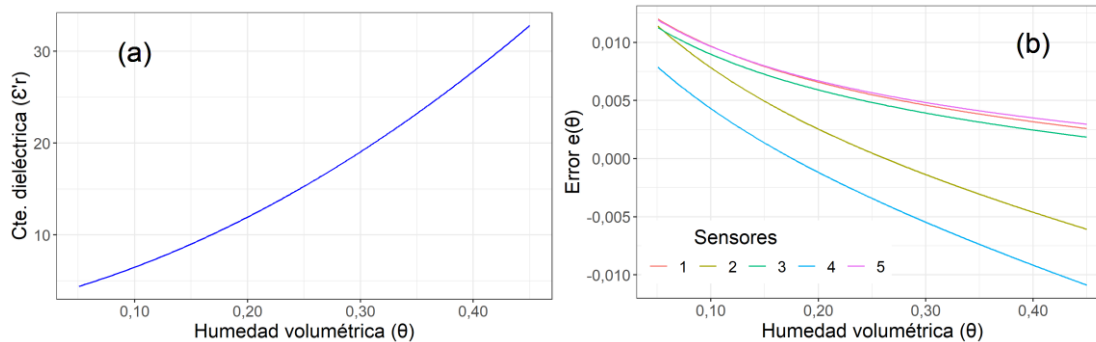 (a)
Cte. dieléctrica (ε'r)
30
20
10
0,10 0,20 0,30 0,40
Humedad volumétrica (θ)
(b)
Error e(θ)
0,010
0,005
0,000
-0,005
-0,010
Sensores
1 2 3 4 5
0,10 0,20 0,30 0,40
Humedad volumétrica (θ)